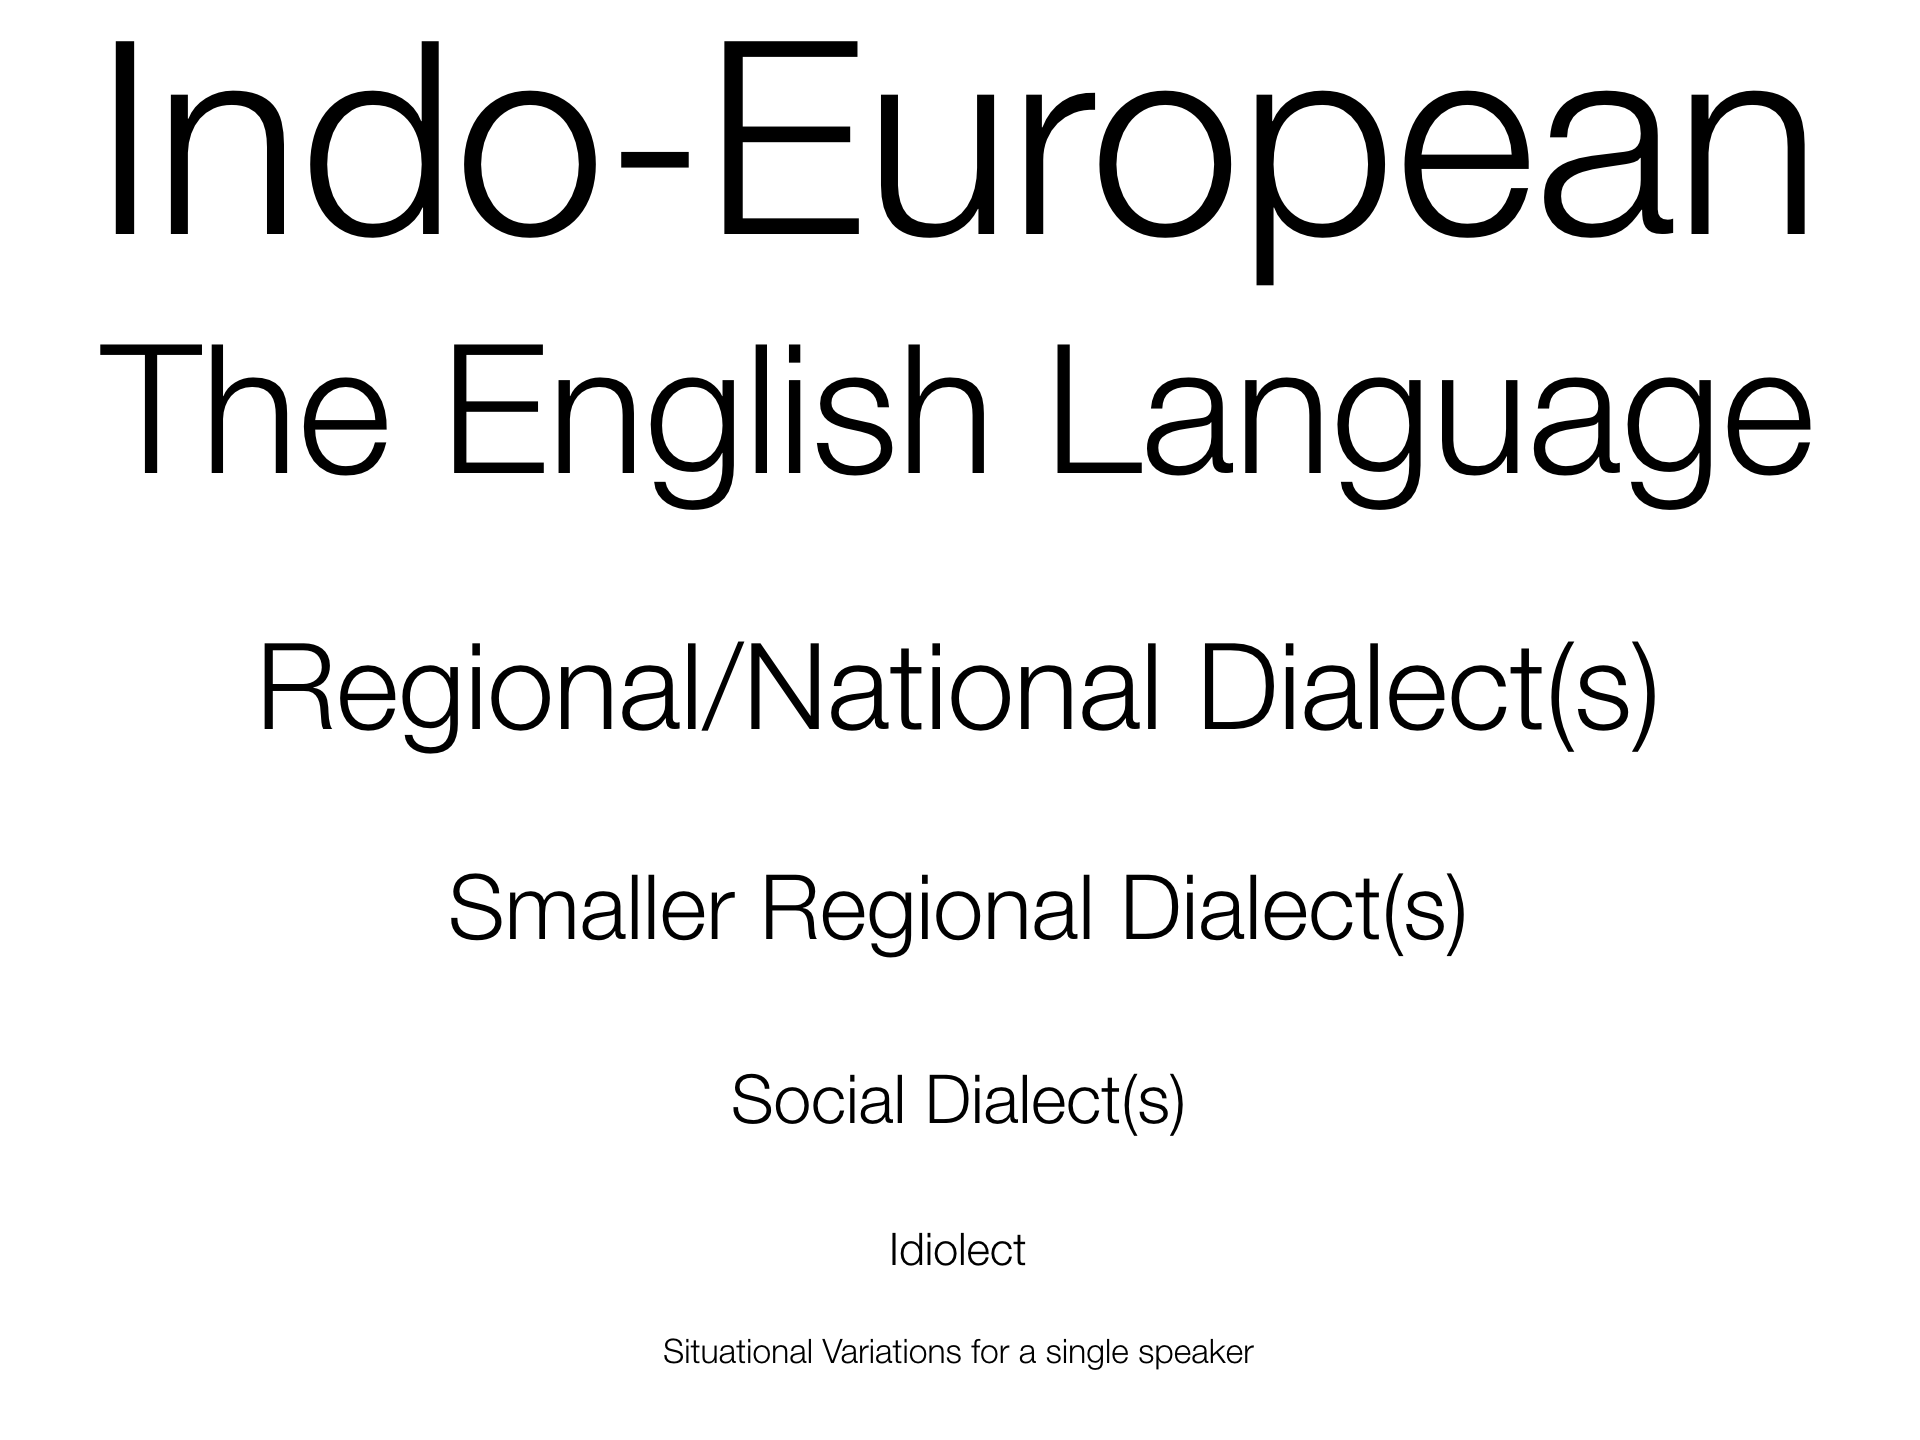 Indo-European
The English Language
Regional/National Dialect(s)
Smaller Regional Dialect(s)
Social Dialect(s)
Idiolect
Situational Variations for a single speaker